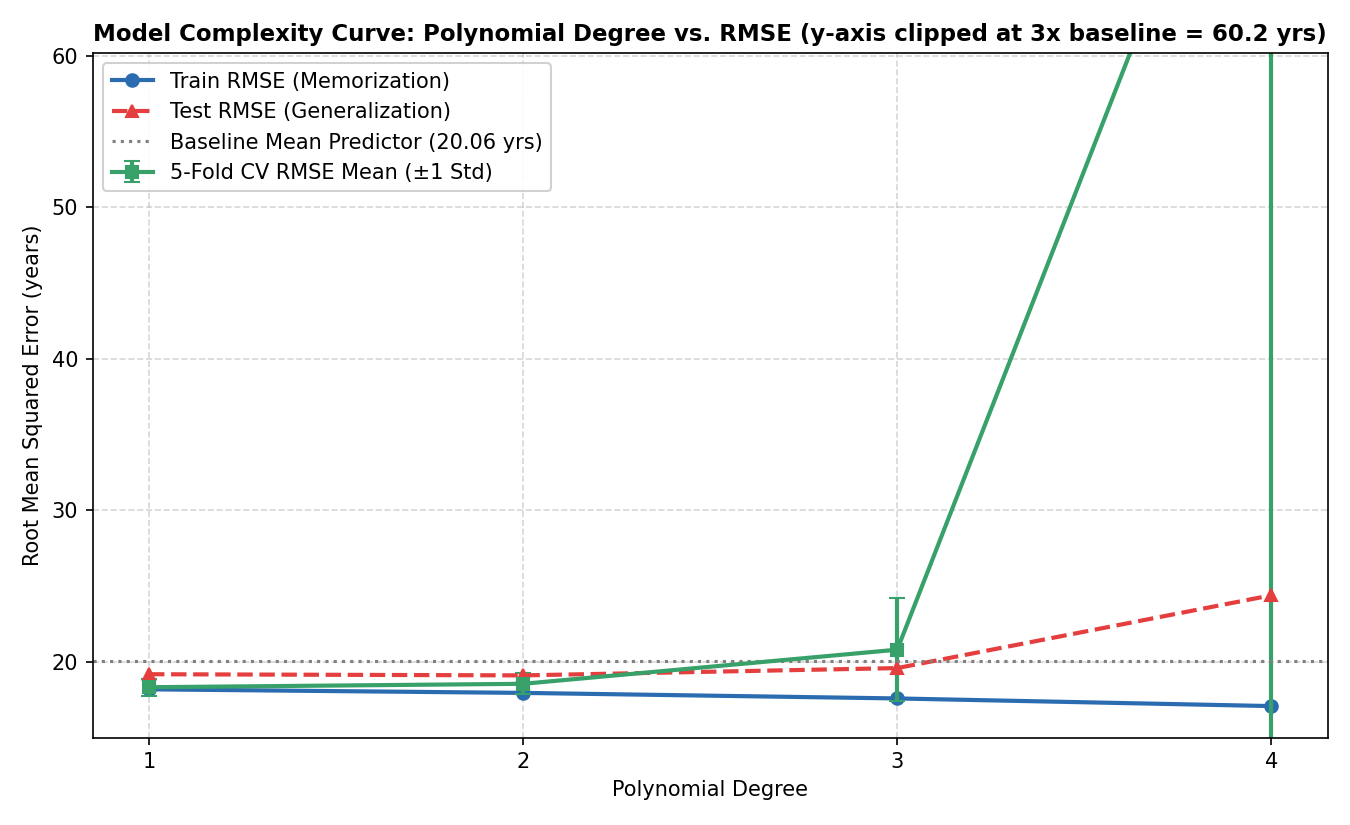 Model Complexity Curve: Polynomial Degree vs. RMSE (y-axis clipped at 3x baseline = 60.2 yrs)
Train RMSE (Memorization)
Test RMSE (Generalization)
Baseline Mean Predictor (20.06 yrs)
5-Fold CV RMSE Mean (±1 Std)
Root Mean Squared Error (years)
60
50
40
30
20
1 2 3 4
Polynomial Degree